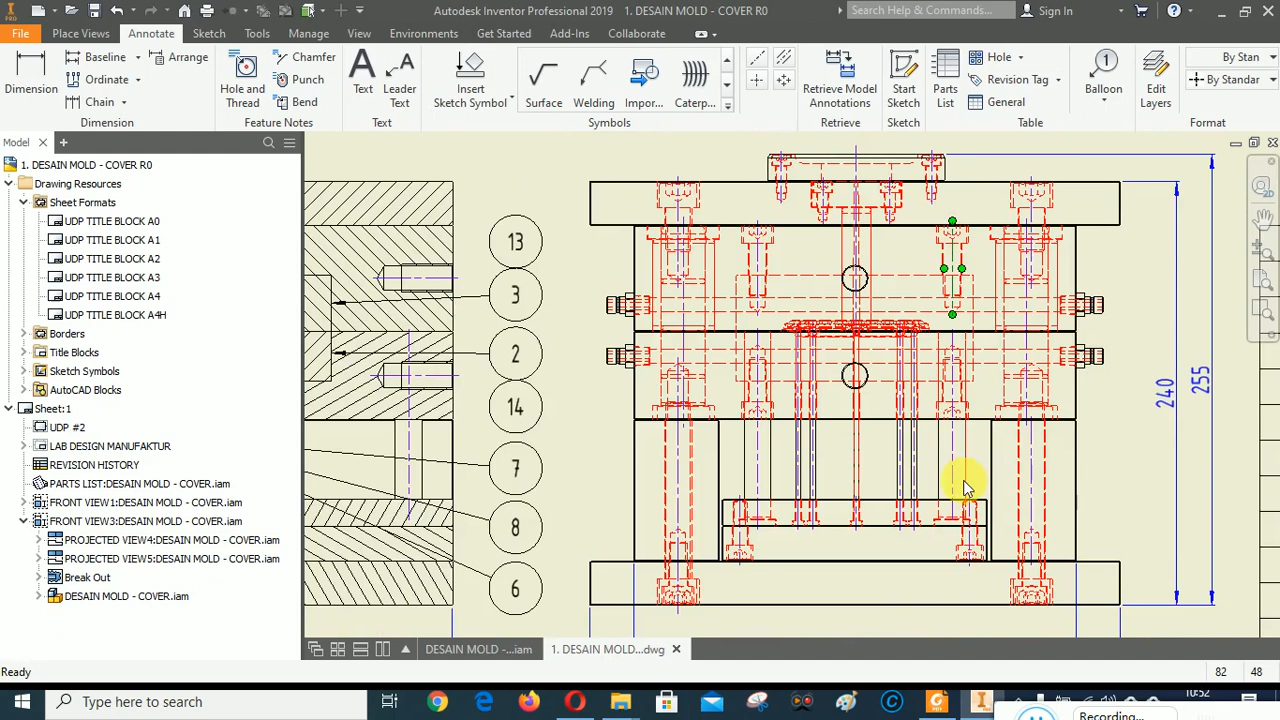 PRO
Autodesk Inventor Professional 2019   1. DESAIN MOLD - COVER R0
Search Help & Commands...
Sign In
File
Place Views
Annotate
Sketch
Tools
Manage
View
Environments
Get Started
Add-Ins
Collaborate
Dimension
Baseline
Ordinate
Chain
Arrange
Dimension
Hole and Thread
Chamfer
Punch
Bend
Feature Notes
Text
Leader Text
Text
Insert Sketch Symbol
Surface
Welding
Impor...
Caterp...
Symbols
Retrieve Model Annotations
Retrieve
Start Sketch
Sketch
Parts List
Hole
Revision Tag
General
Table
Balloon
Edit Layers
By Stan
By Standar
Format
Model
1. DESAIN MOLD - COVER R0
Drawing Resources
Sheet Formats
UDP TITLE BLOCK A0
UDP TITLE BLOCK A1
UDP TITLE BLOCK A2
UDP TITLE BLOCK A3
UDP TITLE BLOCK A4
UDP TITLE BLOCK A4H
Borders
Title Blocks
Sketch Symbols
AutoCAD Blocks
Sheet:1
UDP #2
LAB DESIGN MANUFAKTUR
REVISION HISTORY
PARTS LIST:DESAIN MOLD - COVER.iam
FRONT VIEW1:DESAIN MOLD - COVER.iam
FRONT VIEW3:DESAIN MOLD - COVER.iam
PROJECTED VIEW4:DESAIN MOLD - COVER.iam
PROJECTED VIEW5:DESAIN MOLD - COVER.iam
Break Out
DESAIN MOLD - COVER.iam
13
3
2
14
7
8
6
240
255
DESAIN MOLD -...iam
1. DESAIN MOLD...dwg
Ready
82
48
Type here to search
10:52
Recording...